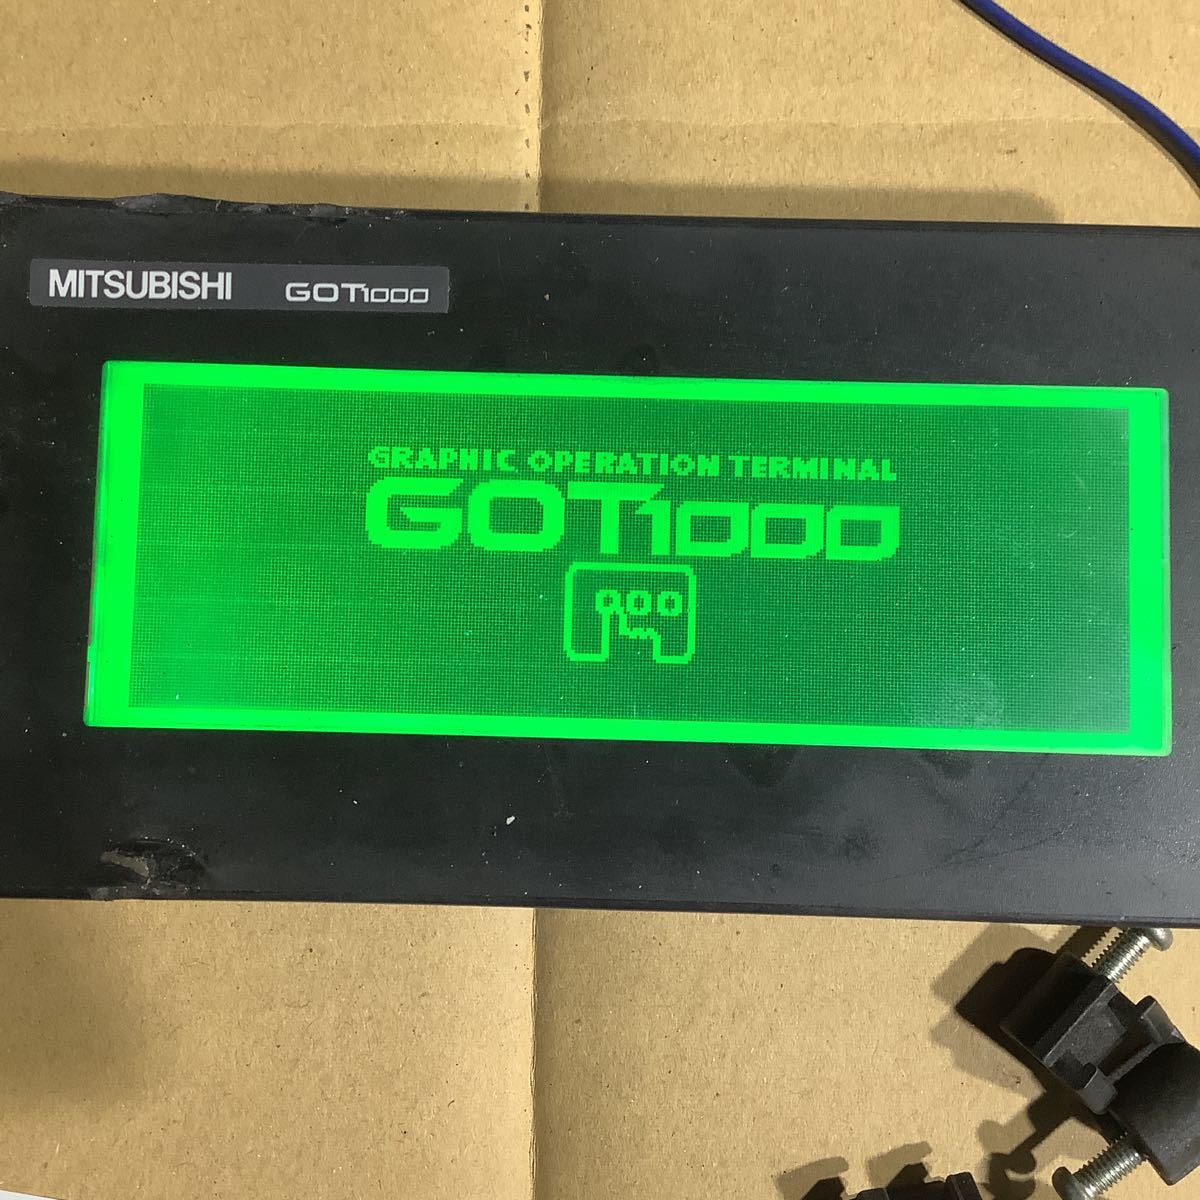 MITSUBISHI GOT1000
GRAPHIC OPERATION TERMINAL
GOT1000